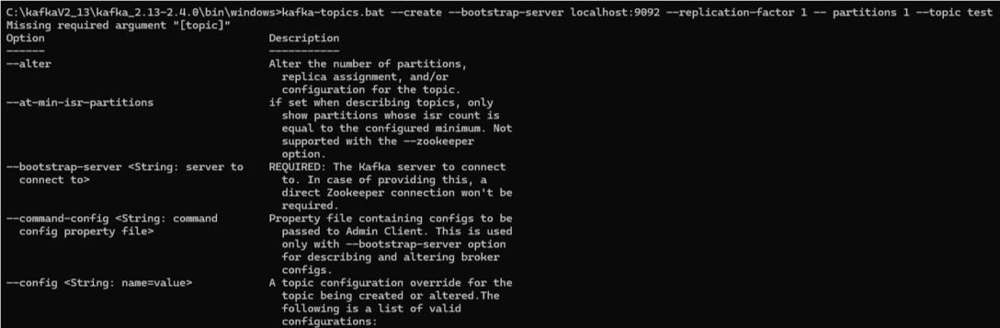 C:\kafkaV2_13\kafka_2.13-2.4.0\bin\windows>kafka-topics.bat --create --bootstrap-server localhost:9092 --replication-factor 1 -- partitions 1 --topic test
Missing required argument "[topic]"
Option                                   Description
------                                   -----------
--alter                                  Alter the number of partitions,
                                           replica assignment, and/or
                                           configuration for the topic.
--at-min-isr-partitions                  if set when describing topics, only
                                           show partitions whose isr count is
                                           equal to the configured minimum. Not
                                           supported with the --zookeeper
                                           option.
--bootstrap-server <String: server to    REQUIRED: The Kafka server to connect
  connect to>                              to. In case of providing this, a
                                           direct Zookeeper connection won't be
                                           required.
--command-config <String: command        Property file containing configs to be
  config property file>                    passed to Admin Client. This is used
                                           only with --bootstrap-server option
                                           for describing and altering broker
                                           configs.
--config <String: name=value>            A topic configuration override for the
                                           topic being created or altered.The
                                           following is a list of valid
                                           configurations: